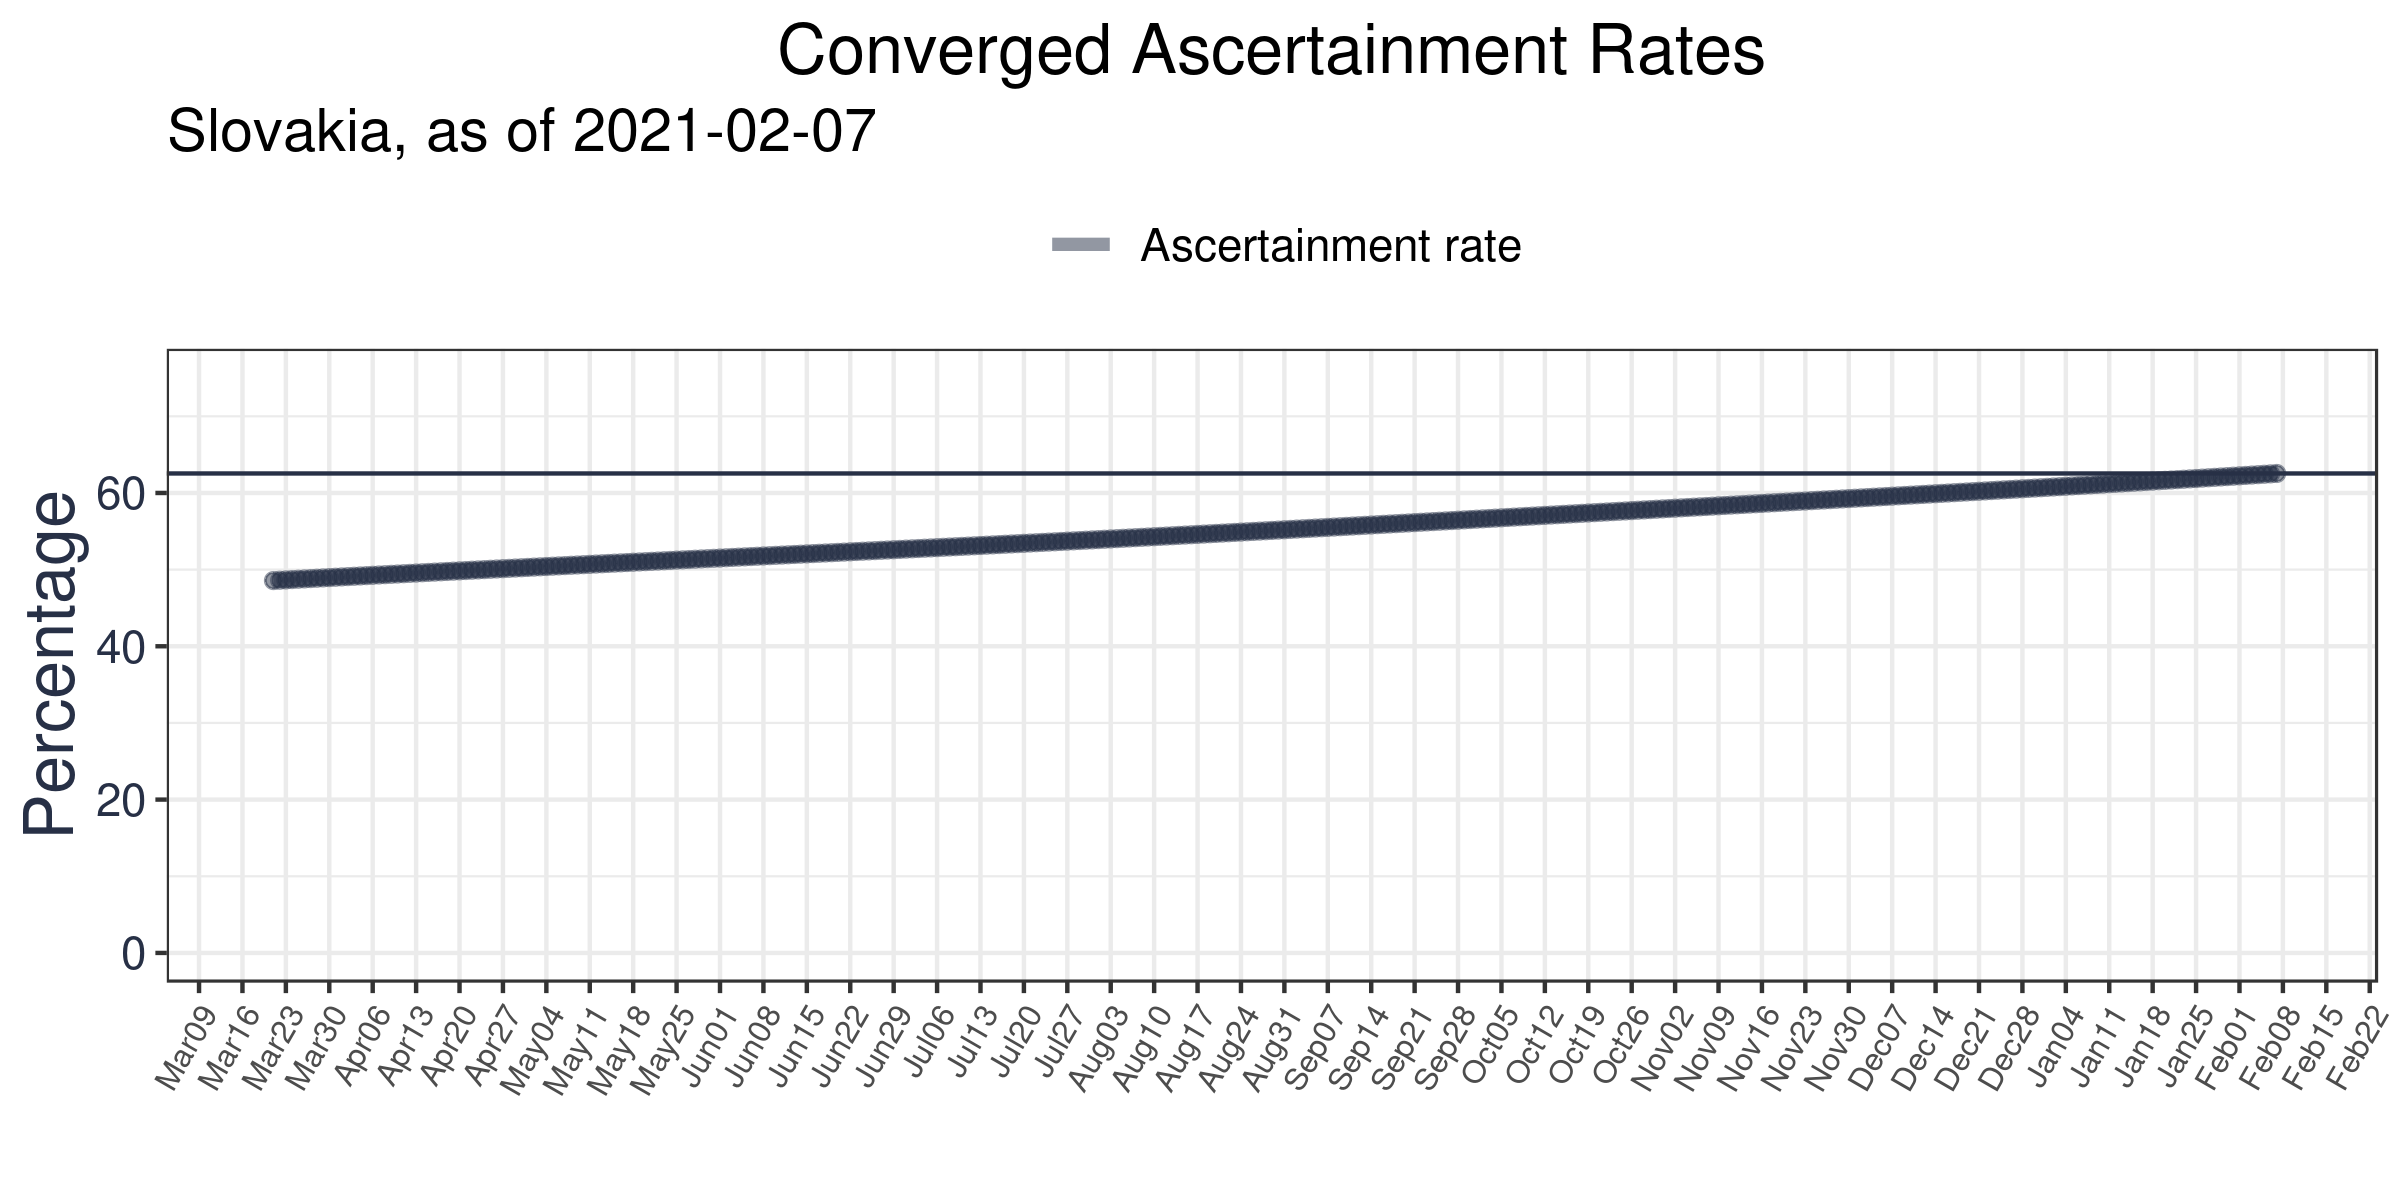 Converged Ascertainment Rates
Slovakia, as of 2021-02-07
Ascertainment rate
Percentage
60
40
20
0
Mar09 Mar16 Mar23 Mar30 Apr06 Apr13 Apr20 Apr27 May04 May11 May18 May25 Jun01 Jun08 Jun15 Jun22 Jun29 Jul06 Jul13 Jul20 Jul27 Aug03 Aug10 Aug17 Aug24 Aug31 Sep07 Sep14 Sep21 Sep28 Oct05 Oct12 Oct19 Oct26 Nov02 Nov09 Nov16 Nov23 Nov30 Dec07 Dec14 Dec21 Dec28 Jan04 Jan11 Jan18 Jan25 Feb01 Feb08 Feb15 Feb22